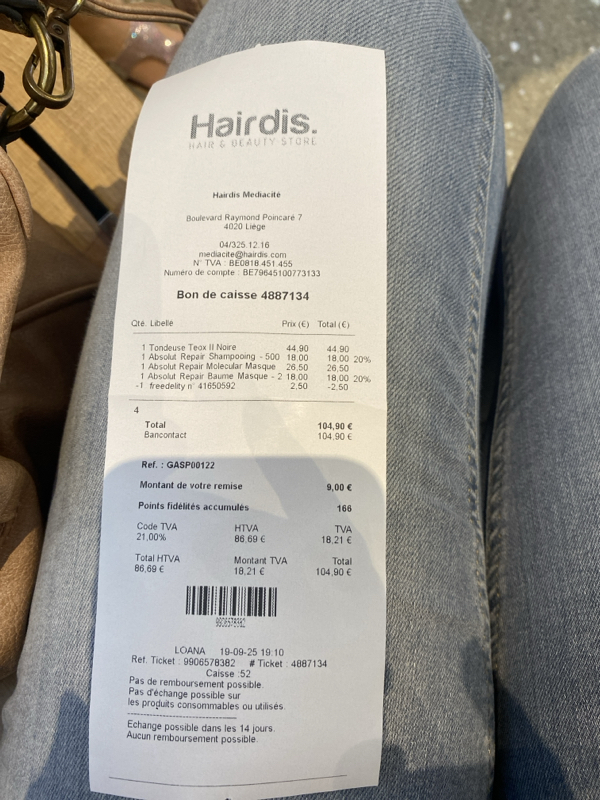 Hairdis.
HAIR & BEAUTY STORE
Hairdis Mediacité
Boulevard Raymond Poincaré 7
4020 Liège
04/325.12.16
mediacite@hairdis.com
N° TVA : BE0818.451.455
Numéro de compte : BE79645100773133
Bon de caisse 4887134
Qté. Libellé Prix (€) Total (€)
1 Tondeuse Teox II Noire 44,90 44,90
1 Absolut Repair Shampooing - 500 18,00 18,00 20%
1 Absolut Repair Molecular Masque 26,50 26,50
1 Absolut Repair Baume Masque - 2 18,00 18,00 20%
-1 freedelity n° 41650592 2,50 -2,50
4
Total 104,90 €
Bancontact 104,90 €
Ref. : GASP00122
Montant de votre remise 9,00 €
Points fidélités accumulés 166
Code TVA HTVA TVA
21,00% 86,69 € 18,21 €
Total HTVA Montant TVA Total
86,69 € 18,21 € 104,90 €
9906578382
LOANA 19-09-25 19:10
Ref. Ticket : 9906578382 # Ticket : 4887134
Caisse :52
Pas de remboursement possible.
Pas d'échange possible sur
les produits consommables ou utilisés.
Echange possible dans les 14 jours.
Aucun remboursement possible.